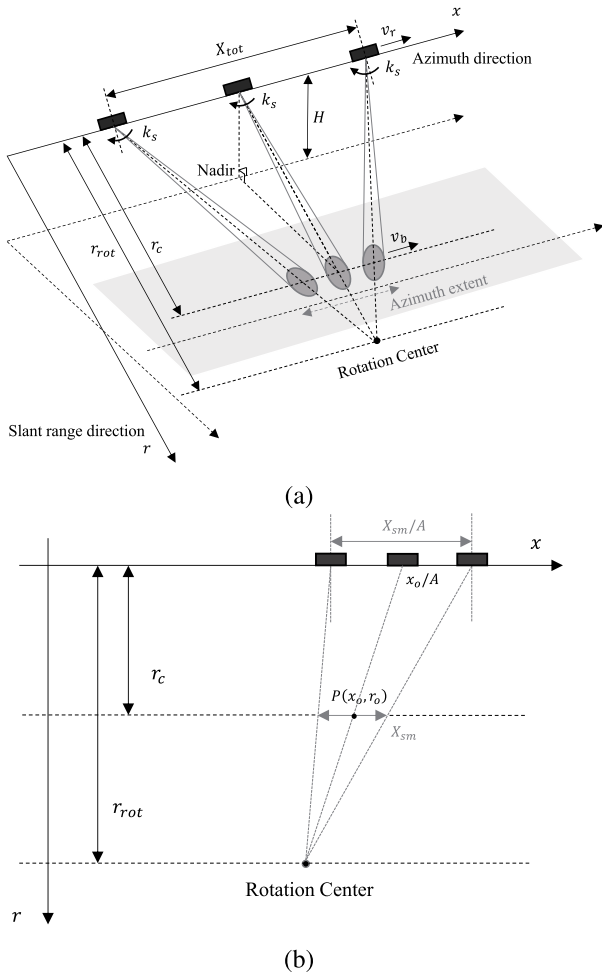 x
X_tot
v_r
Azimuth direction
k_s
k_s
k_s
H
Nadir
r_rot
r_c
v_b
Azimuth extent
Rotation Center
Slant range direction
r
(a)
X_sm/A
x
x_o/A
r_c
P(x_o, r_o)
X_sm
r_rot
Rotation Center
r
(b)